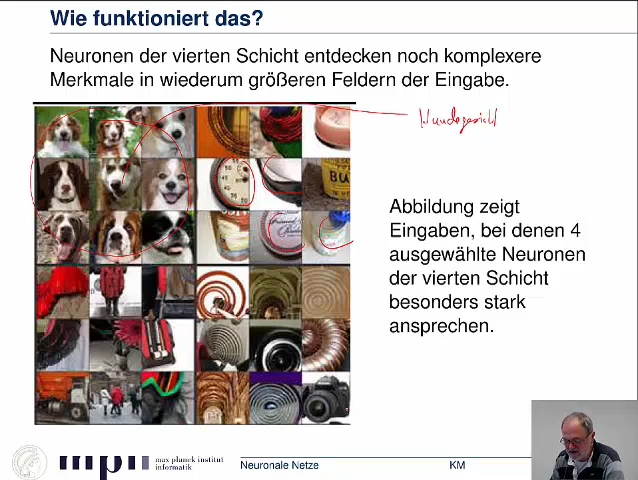 Wie funktioniert das?
Neuronen der vierten Schicht entdecken noch komplexere
Merkmale in wiederum größeren Feldern der Eingabe.
Hundegesicht
Abbildung zeigt
Eingaben, bei denen 4
ausgewählte Neuronen
der vierten Schicht
besonders stark
ansprechen.
max planck institut
informatik
Neuronale Netze
KM